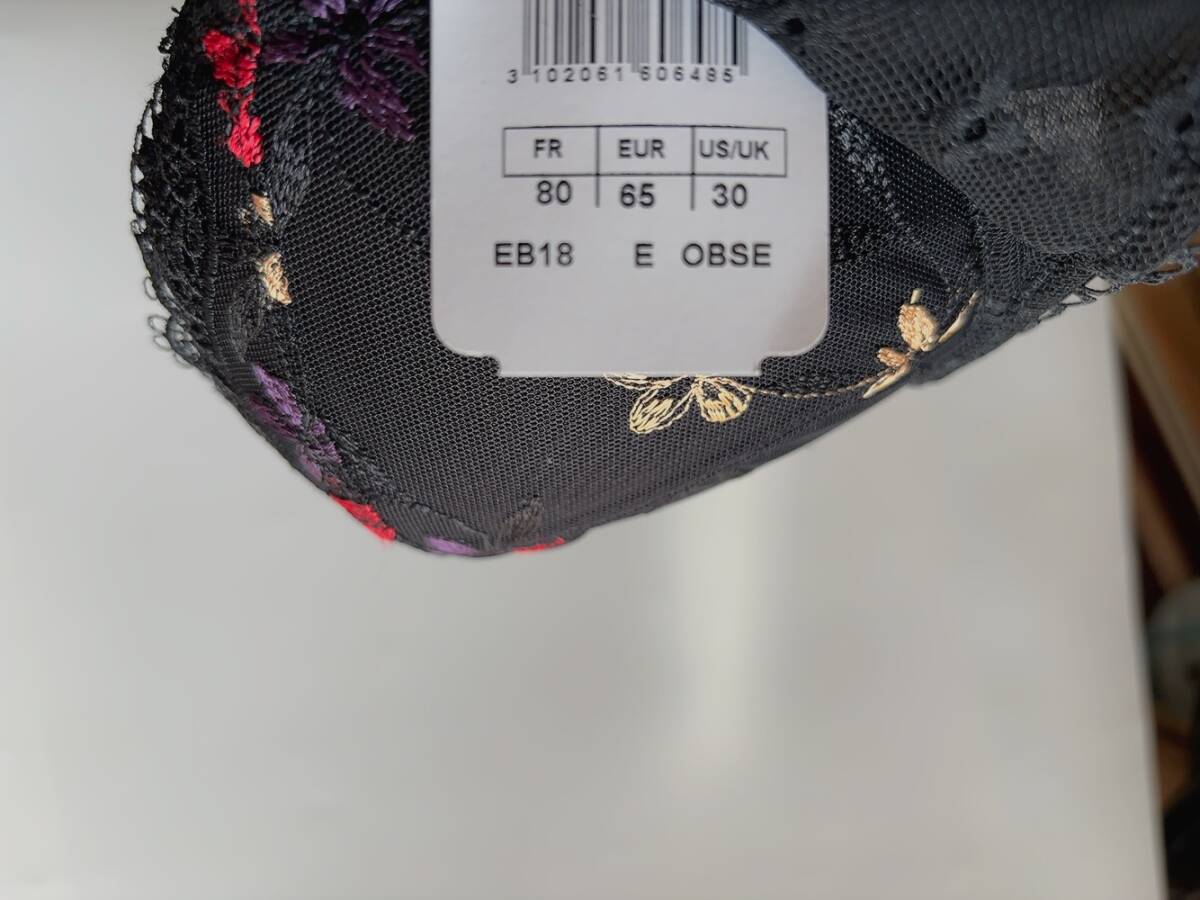 3 102061 606485
FR EUR US/UK
80 65 30
EB18 E OBSE